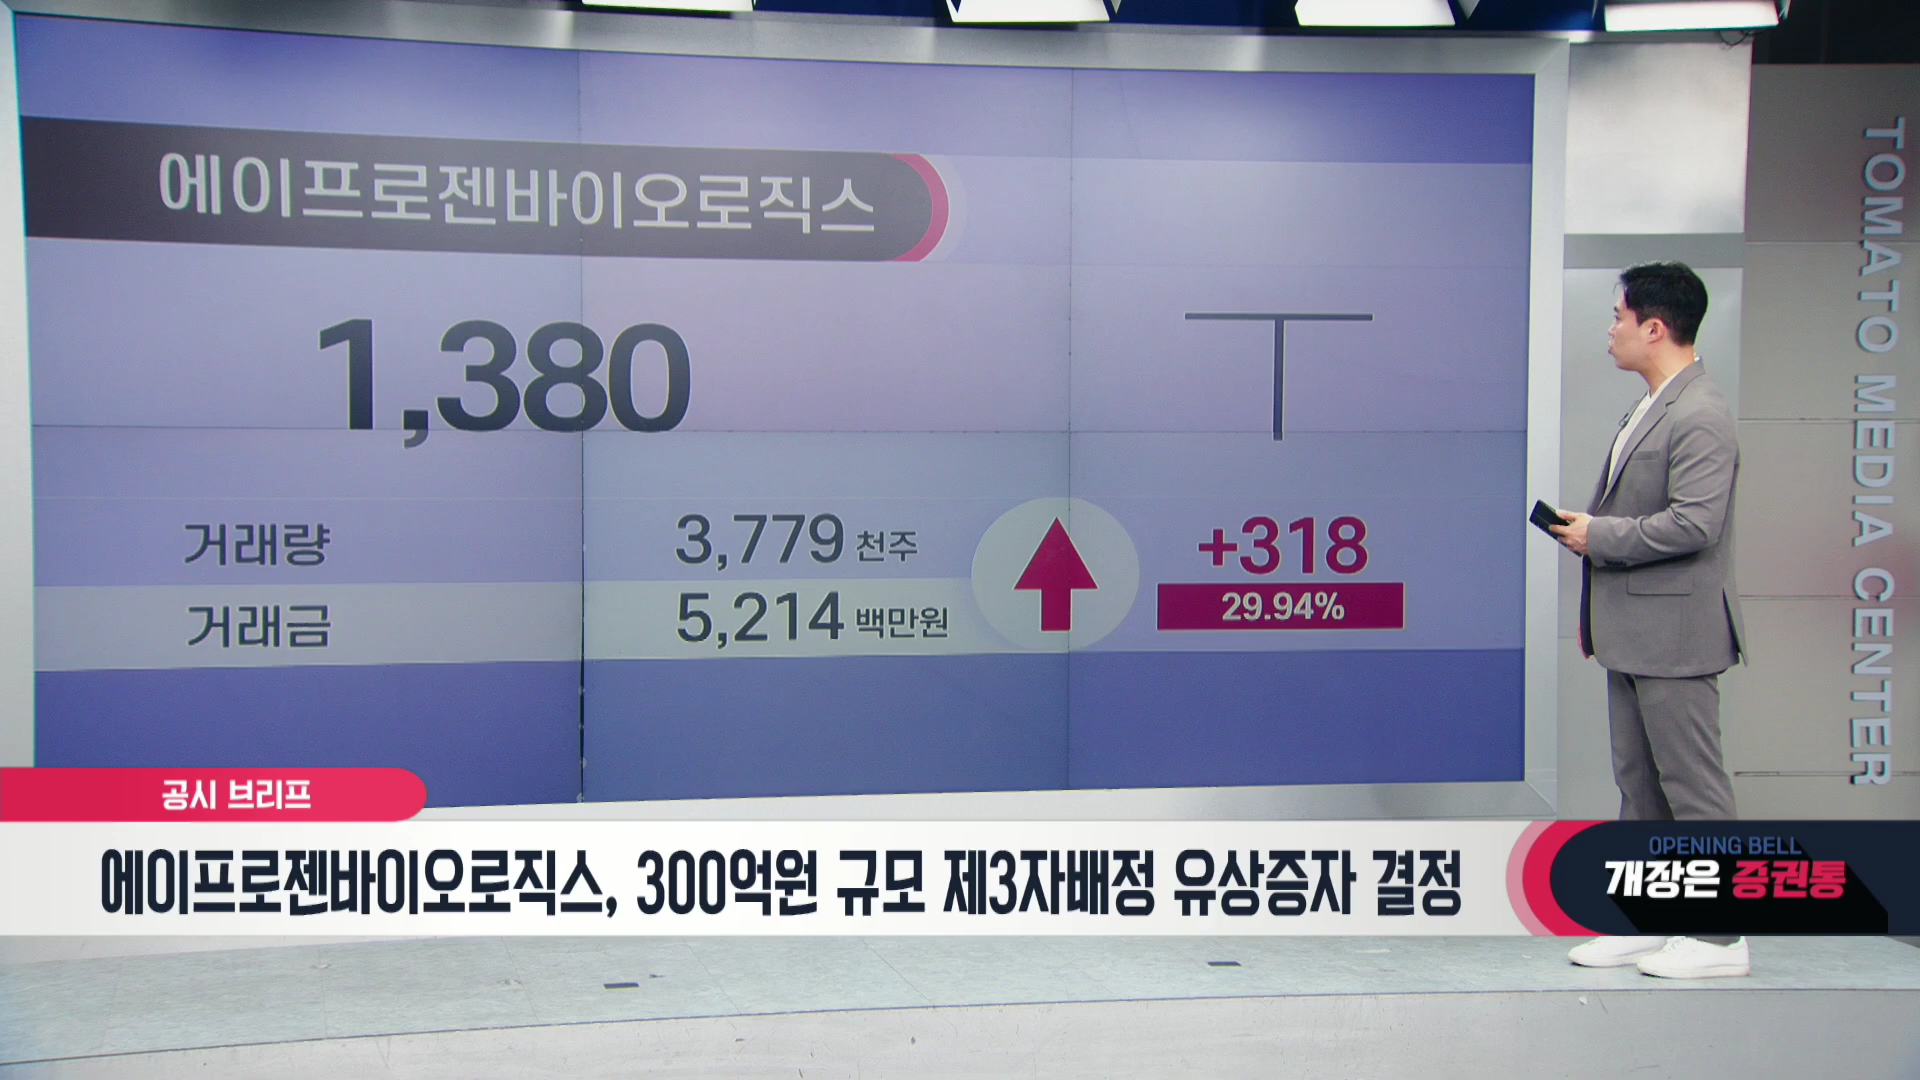 에이프로젠바이오로직스
1,380
거래량 3,779 천주
거래금 5,214 백만원
+318
29.94%
TOMATO MEDIA CENTER
공시 브리프
에이프로젠바이오로직스, 300억원 규모 제3자배정 유상증자 결정
OPENING BELL
개장은 증권통